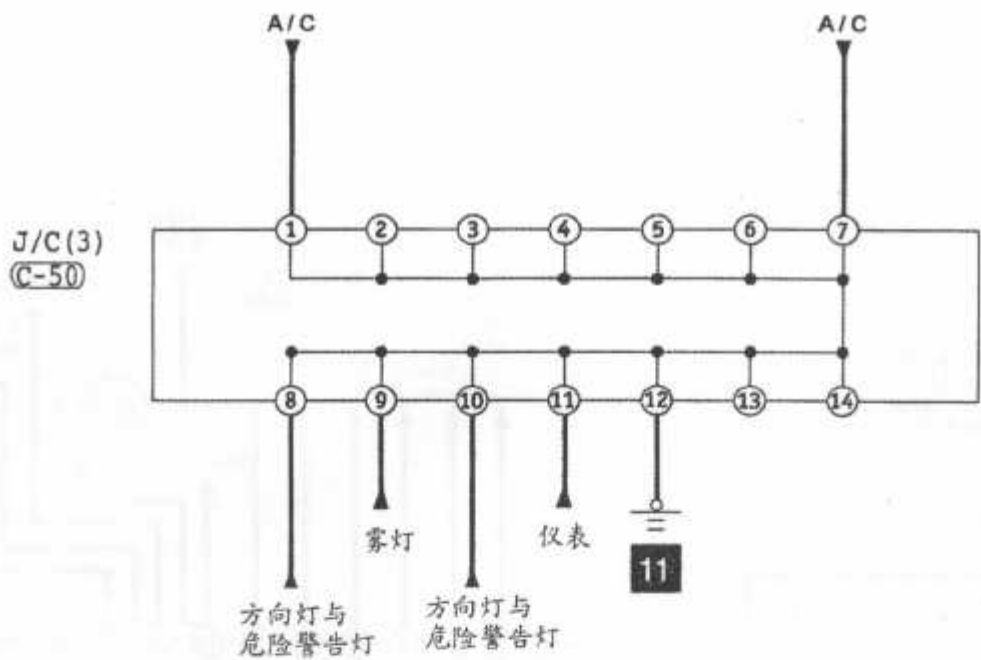 A/C
A/C
① ② ③ ④ ⑤ ⑥ ⑦
J/C(3)
C-50
⑧ ⑨ ⑩ ⑪ ⑫ ⑬ ⑭
雾灯
仪表
11
方向灯与
危险警告灯
方向灯与
危险警告灯